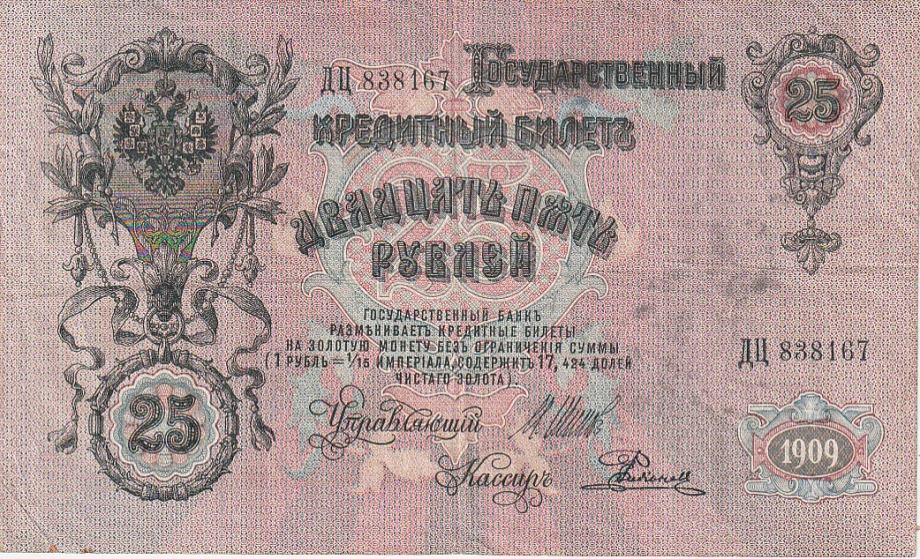 ДЦ 838167 Государственный
Кредитный Билетъ
25
Двадцать пять
рублей
Государственный банкъ
размѣниваетъ кредитные билеты
на золотую монету безъ ограниченія суммы
(1 рубль = 1/15 имперіала, содержитъ 17,424 долей
чистаго золота).
ДЦ 838167
25
Управляющій
Кассиръ
1909